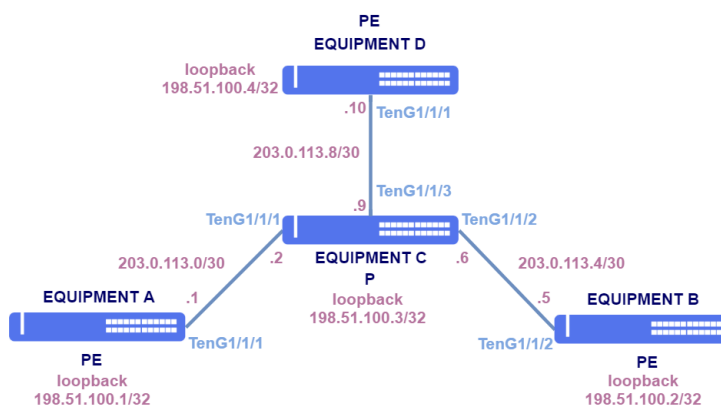 PE
EQUIPMENT D
loopback
198.51.100.4/32
.10
TenG1/1/1
203.0.113.8/30
TenG1/1/3
.9
TenG1/1/1
TenG1/1/2
.2
EQUIPMENT C
.6
203.0.113.0/30
P
203.0.113.4/30
loopback
198.51.100.3/32
EQUIPMENT A
.1
.5
EQUIPMENT B
TenG1/1/1
TenG1/1/2
PE
loopback
198.51.100.1/32
PE
loopback
198.51.100.2/32